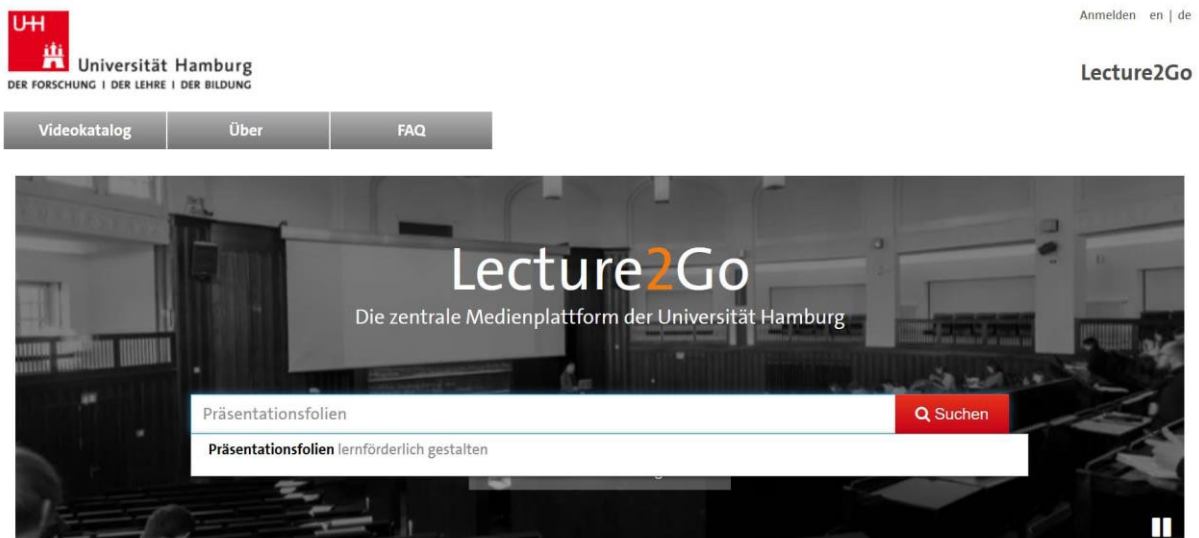 UHH
Universität Hamburg
DER FORSCHUNG | DER LEHRE | DER BILDUNG
Anmelden en | de
Lecture2Go
Videokatalog Über FAQ
Lecture2Go
Die zentrale Medienplattform der Universität Hamburg
Präsentationsfolien Suchen
Präsentationsfolien lernförderlich gestalten